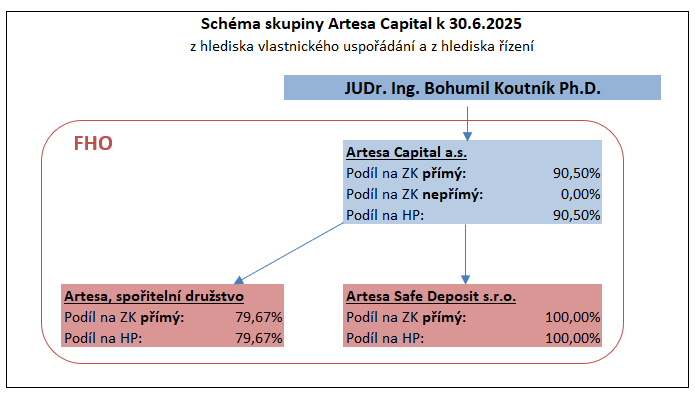 Schéma skupiny Artesa Capital k 30.6.2025
z hlediska vlastnického uspořádání a z hlediska řízení
JUDr. Ing. Bohumil Koutník Ph.D.
FHO
Artesa Capital a.s.
Podíl na ZK přímý: 90,50%
Podíl na ZK nepřímý: 0,00%
Podíl na HP: 90,50%
Artesa, spořitelní družstvo
Podíl na ZK přímý: 79,67%
Podíl na HP: 79,67%
Artesa Safe Deposit s.r.o.
Podíl na ZK přímý: 100,00%
Podíl na HP: 100,00%